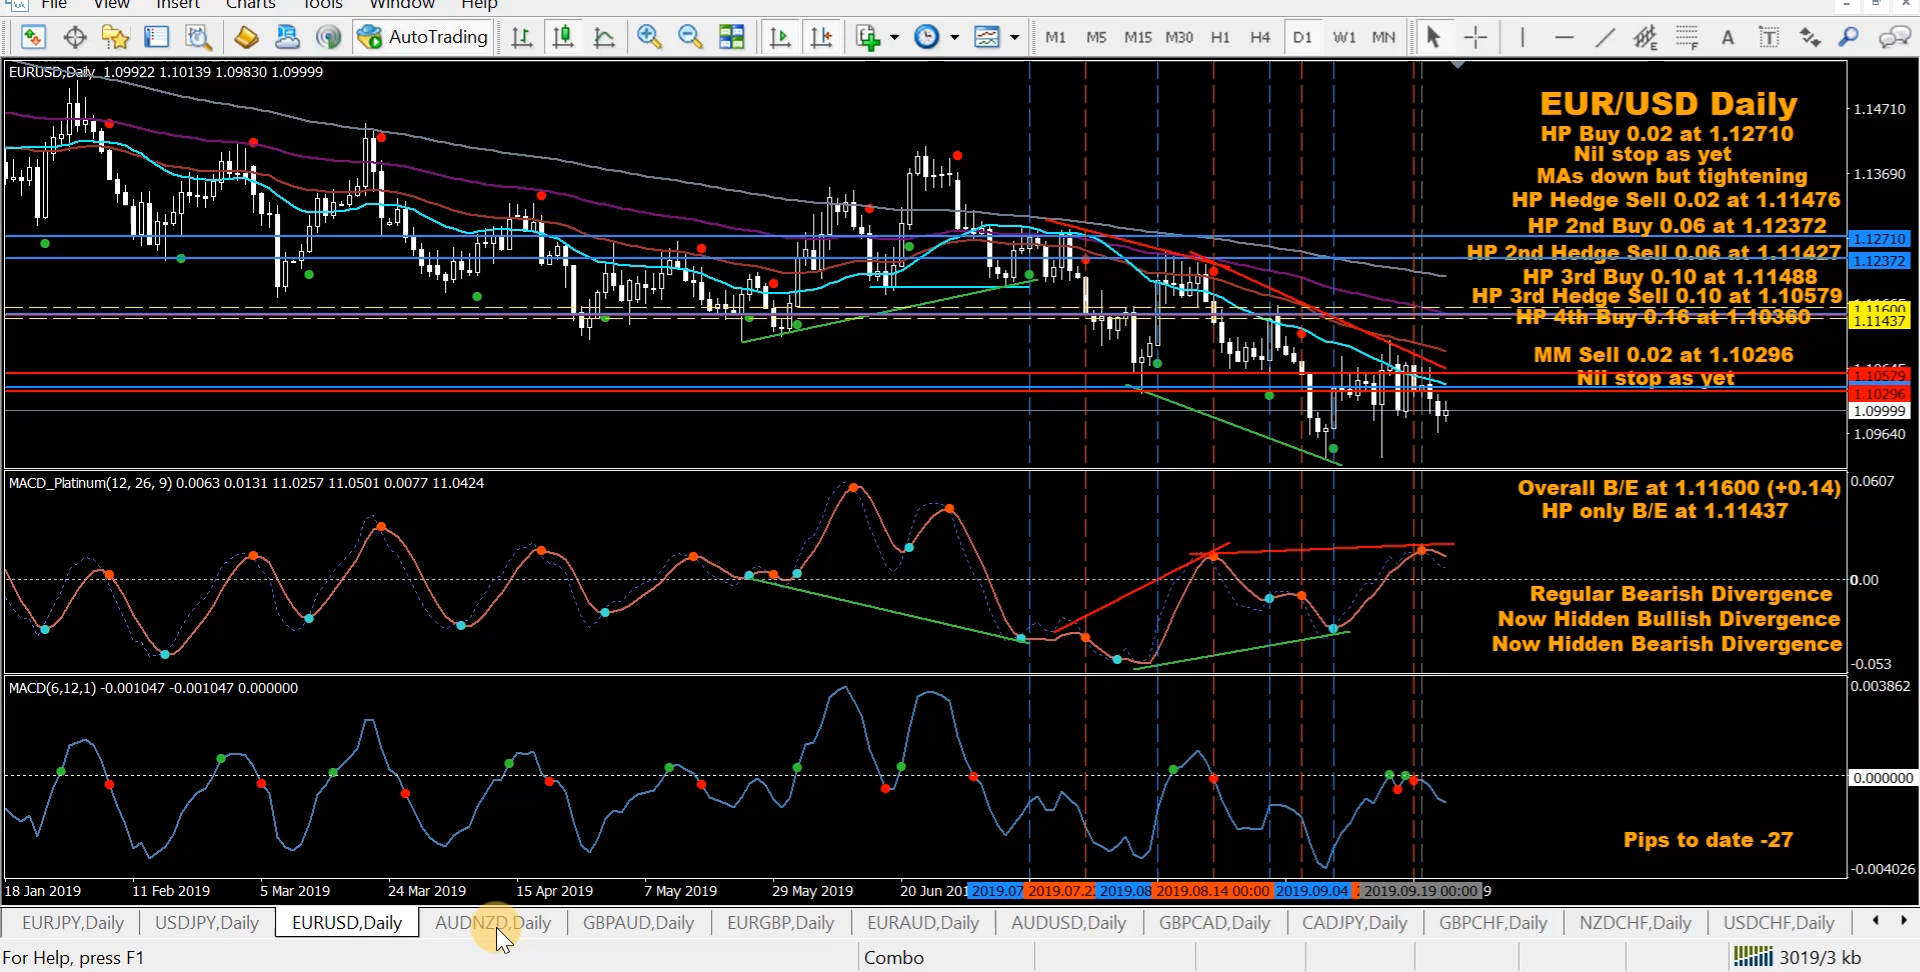 File View Insert Charts Tools Window Help
AutoTrading M1 M5 M15 M30 H1 H4 D1 W1 MN
EURUSD,Daily 1.09922 1.10139 1.09830 1.09999
EUR/USD Daily
HP Buy 0.02 at 1.12710
Nil stop as yet
MAs down but tightening
HP Hedge Sell 0.02 at 1.11476
HP 2nd Buy 0.06 at 1.12372
HP 2nd Hedge Sell 0.06 at 1.11427
HP 3rd Buy 0.10 at 1.11488
HP 3rd Hedge Sell 0.10 at 1.10579
HP 4th Buy 0.16 at 1.10360
MM Sell 0.02 at 1.10296
Nil stop as yet
1.14710
1.13690
1.12710
1.12372
1.11600
1.11437
1.10579
1.10296
1.09999
1.09640
MACD_Platinum(12, 26, 9) 0.0063 0.0131 11.0257 11.0501 0.0077 11.0424
Overall B/E at 1.11600 (+0.14)
HP only B/E at 1.11437
Regular Bearish Divergence
Now Hidden Bullish Divergence
Now Hidden Bearish Divergence
0.0607
0.00
-0.053
MACD(6,12,1) -0.001047 -0.001047 0.000000
Pips to date -27
0.003862
0.000000
-0.004026
18 Jan 2019 11 Feb 2019 5 Mar 2019 24 Mar 2019 15 Apr 2019 7 May 2019 29 May 2019 20 Jun 201 2019.07 2019.07.2 2019.08 2019.08.14 00:00 2019.09.04 2019.09.19 00:00 9
EURJPY,Daily USDJPY,Daily EURUSD,Daily AUDNZD,Daily GBPAUD,Daily EURGBP,Daily EURAUD,Daily AUDUSD,Daily GBPCAD,Daily CADJPY,Daily GBPCHF,Daily NZDCHF,Daily USDCHF,Daily
For Help, press F1 Combo 3019/3 kb